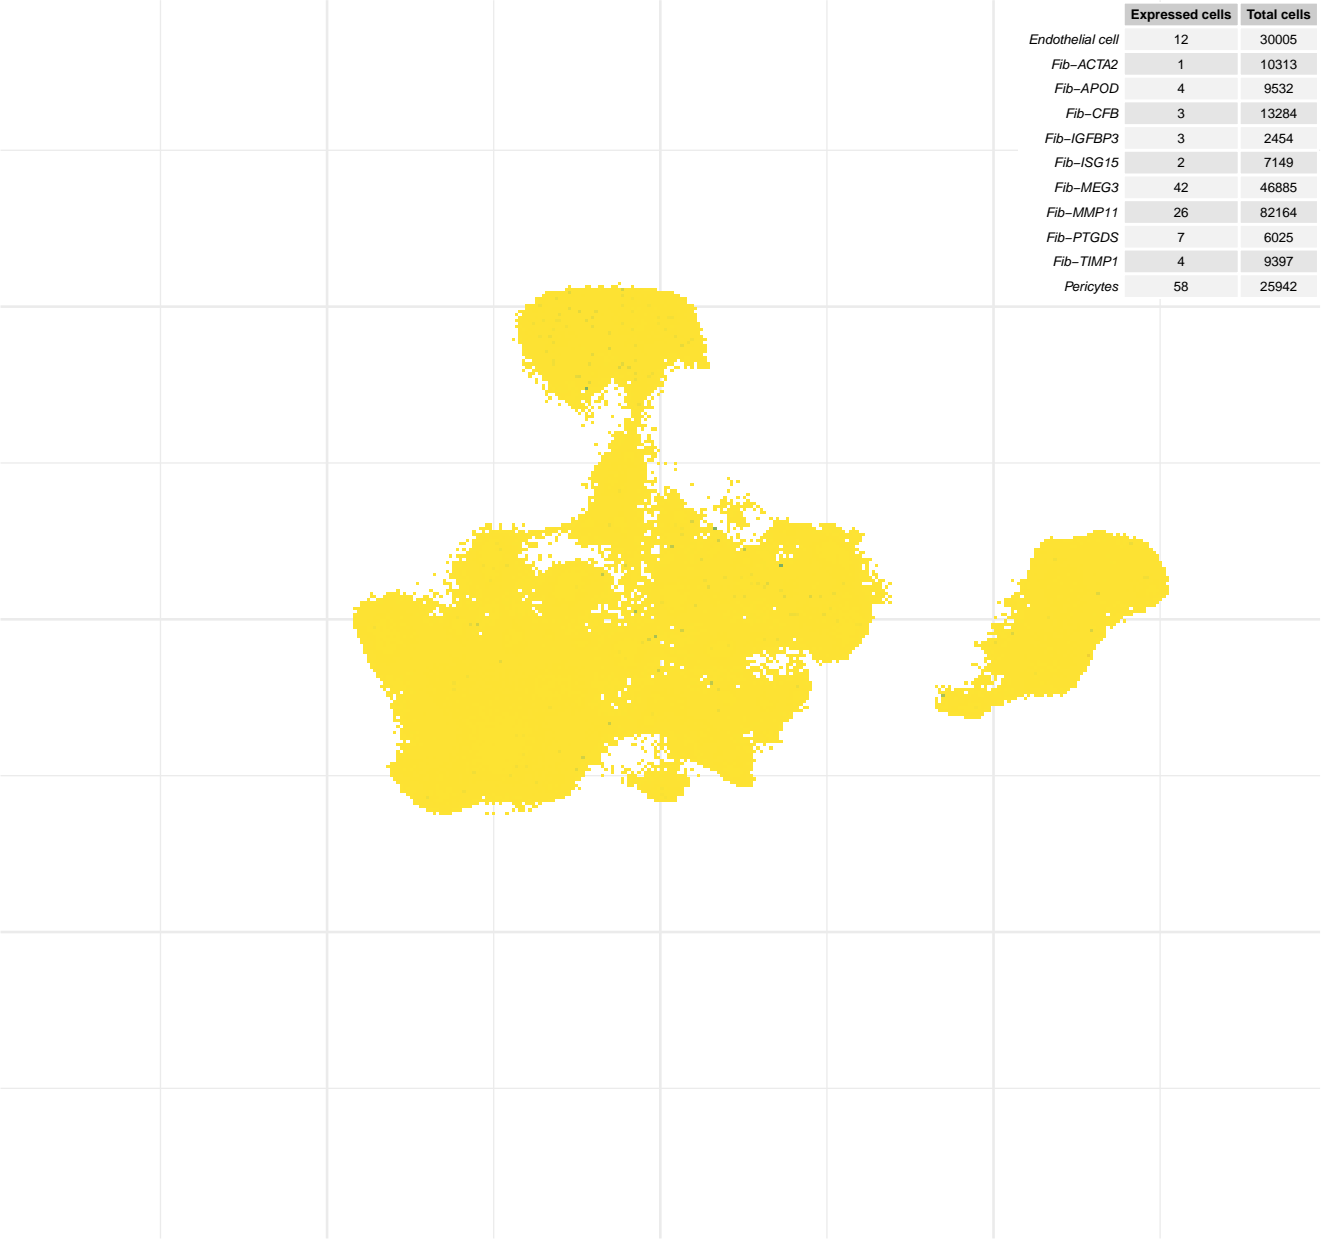 Expressed cells Total cells
Endothelial cell 12 30005
Fib−ACTA2 1 10313
Fib−APOD 4 9532
Fib−CFB 3 13284
Fib−IGFBP3 3 2454
Fib−ISG15 2 7149
Fib−MEG3 42 46885
Fib−MMP11 26 82164
Fib−PTGDS 7 6025
Fib−TIMP1 4 9397
Pericytes 58 25942